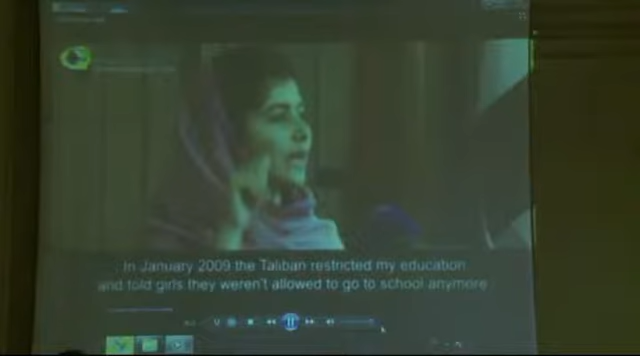 In January 2009 the Taliban restricted my education
and told girls they weren't allowed to go to school anymore